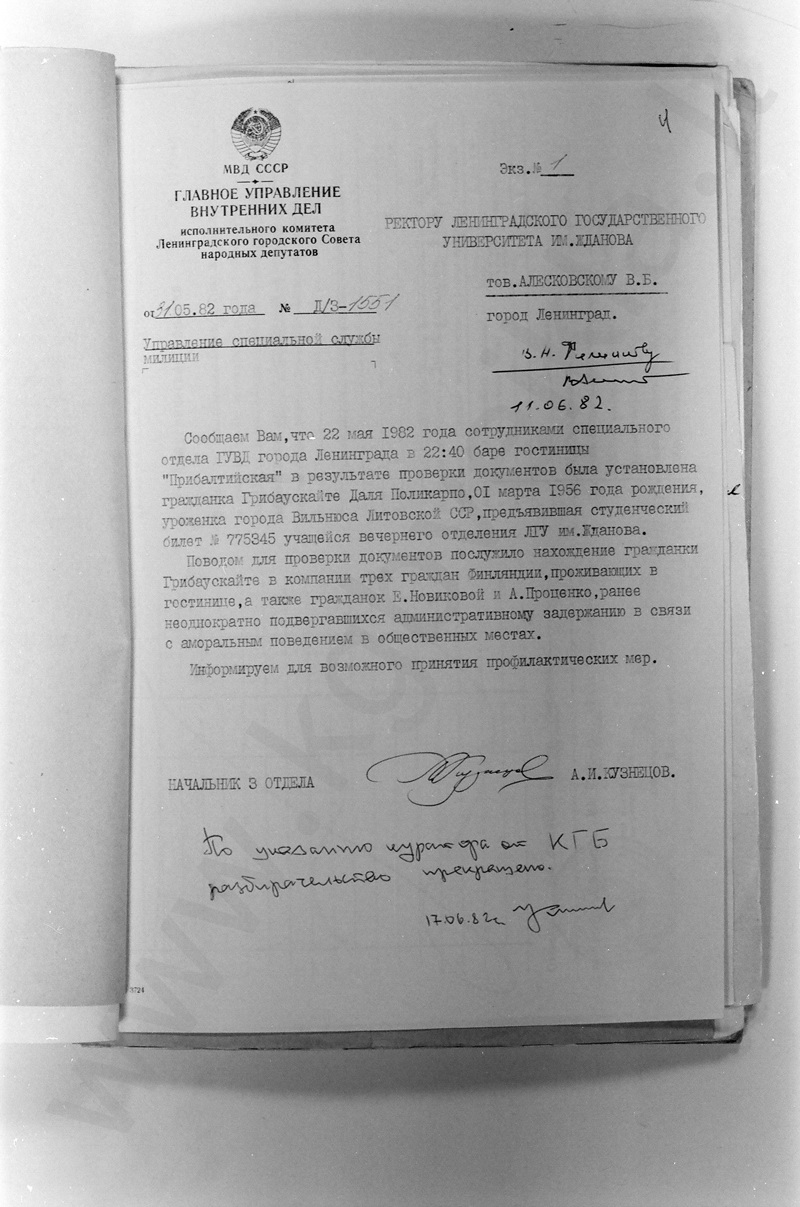 4
МВД СССР
ГЛАВНОЕ УПРАВЛЕНИЕ
ВНУТРЕННИХ ДЕЛ
исполнительного комитета
Ленинградского городского Совета
народных депутатов
Экз.№ 1
РЕКТОРУ ЛЕНИНГРАДСКОГО ГОСУДАРСТВЕННОГО
УНИВЕРСИТЕТА ИМ.ЖДАНОВА
тов.АЛЕСКОВСКОМУ В.Б.
город Ленинград.
от 31 05.82 года № Д/3-1551
Управление специальной службы
милиции
11.06.82.
Сообщаем Вам,что 22 мая 1982 года сотрудниками специального
отдела ГУВД города Ленинграда в 22:40 баре гостиницы
"Прибалтийская" в результате проверки документов была установлена
гражданка Грибаускайте Даля Поликарпо,01 марта 1956 года рождения,
уроженка города Вильнюса Литовской ССР,предъявившая студенческий
билет № 775345 учащейся вечернего отделения ЛГУ им.Жданова.
Поводом для проверки документов послужило нахождение гражданки
Грибаускайте в компании трех граждан Финляндии,проживающих в
гостинице,а также гражданок Е.Новиковой и А.Проценко,ранее
неоднократно подвергавшихся административному задержанию в связи
с аморальным поведением в общественных местах.
Информируем для возможного принятия профилактических мер.
НАЧАЛЬНИК 3 ОТДЕЛА
А.И.КУЗНЕЦОВ.
По указанию куратора от КГБ
разбирательство прекращено.
17.06.82г.